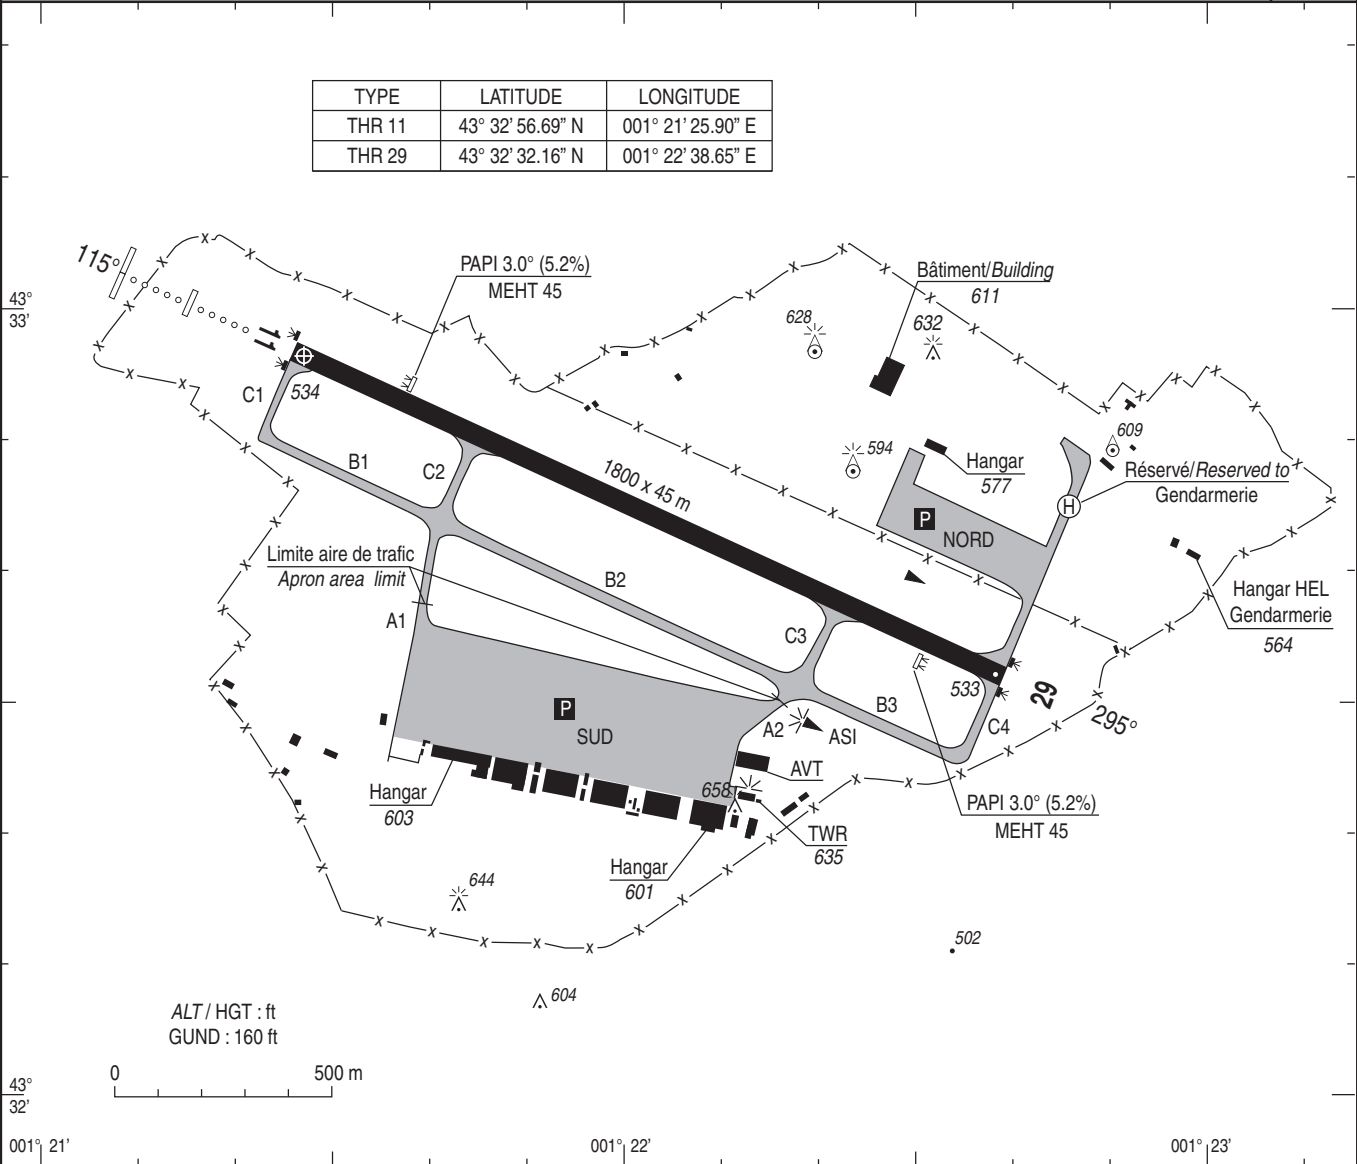 TYPE LATITUDE LONGITUDE
THR 11 43° 32’ 56.69” N 001° 21’ 25.90” E
THR 29 43° 32’ 32.16” N 001° 22’ 38.65” E
115°
PAPI 3.0° (5.2%)
MEHT 45
Bâtiment/Building
611
43°
33’
628
632
C1
534
609
594
B1
C2
1800 x 45 m
Hangar
577
Réservé/Reserved to
Gendarmerie
H
P
NORD
Limite aire de trafic
Apron area limit
B2
A1
C3
Hangar HEL
Gendarmerie
564
533
29
295°
P
SUD
B3
C4
A2
ASI
AVT
Hangar
603
658
PAPI 3.0° (5.2%)
MEHT 45
TWR
635
Hangar
601
644
502
604
ALT / HGT : ft
GUND : 160 ft
0 500 m
43°
32’
001° 21’ 001° 22’ 001° 23’